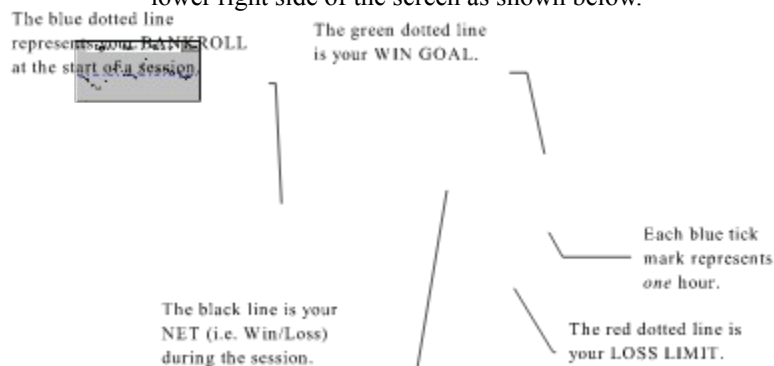 lower right side of the screen as shown below.
The blue dotted line
represents your BANKROLL
at the start of a session.
The green dotted line
is your WIN GOAL.
Each blue tick
mark represents
one hour.
The black line is your
NET (i.e. Win/Loss)
during the session.
The red dotted line is
your LOSS LIMIT.